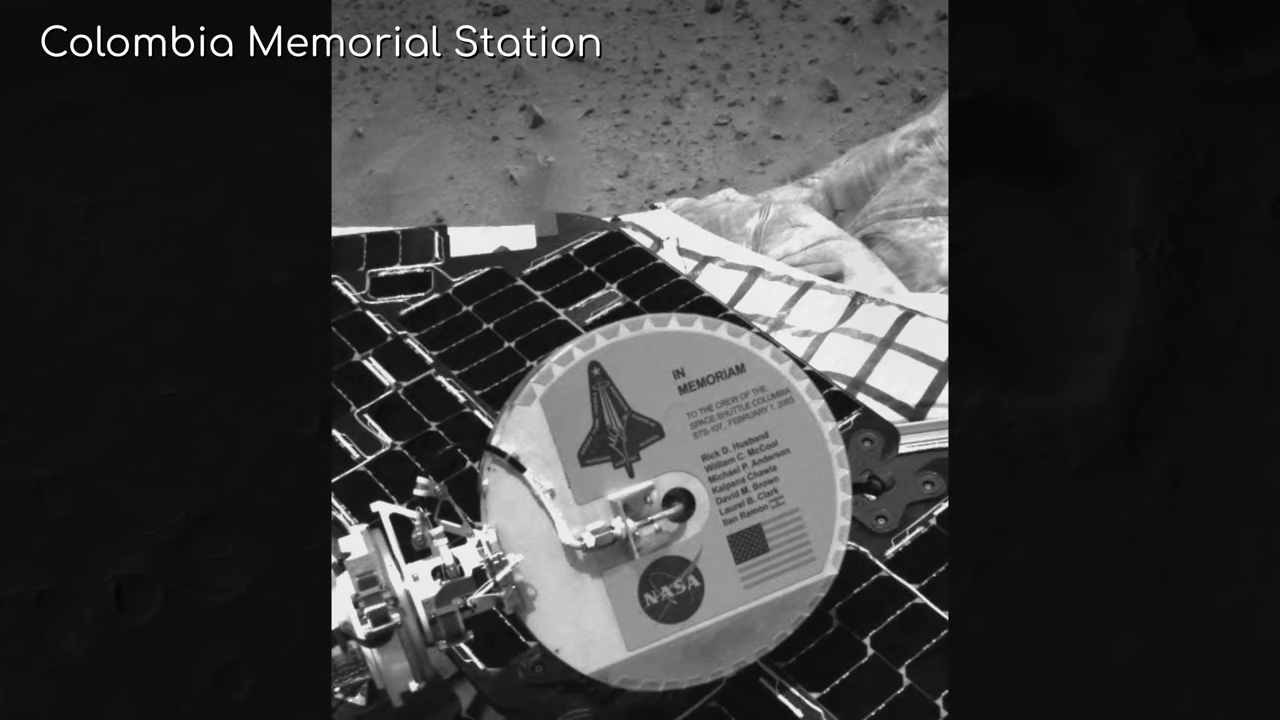 Colombia Memorial Station
IN
MEMORIAM
TO THE CREW OF THE
SPACE SHUTTLE COLUMBIA
STS-107, FEBRUARY 1, 2003
Rick D. Husband
William C. McCool
Michael P. Anderson
Kalpana Chawla
David M. Brown
Laurel B. Clark
Ilan Ramon
NASA